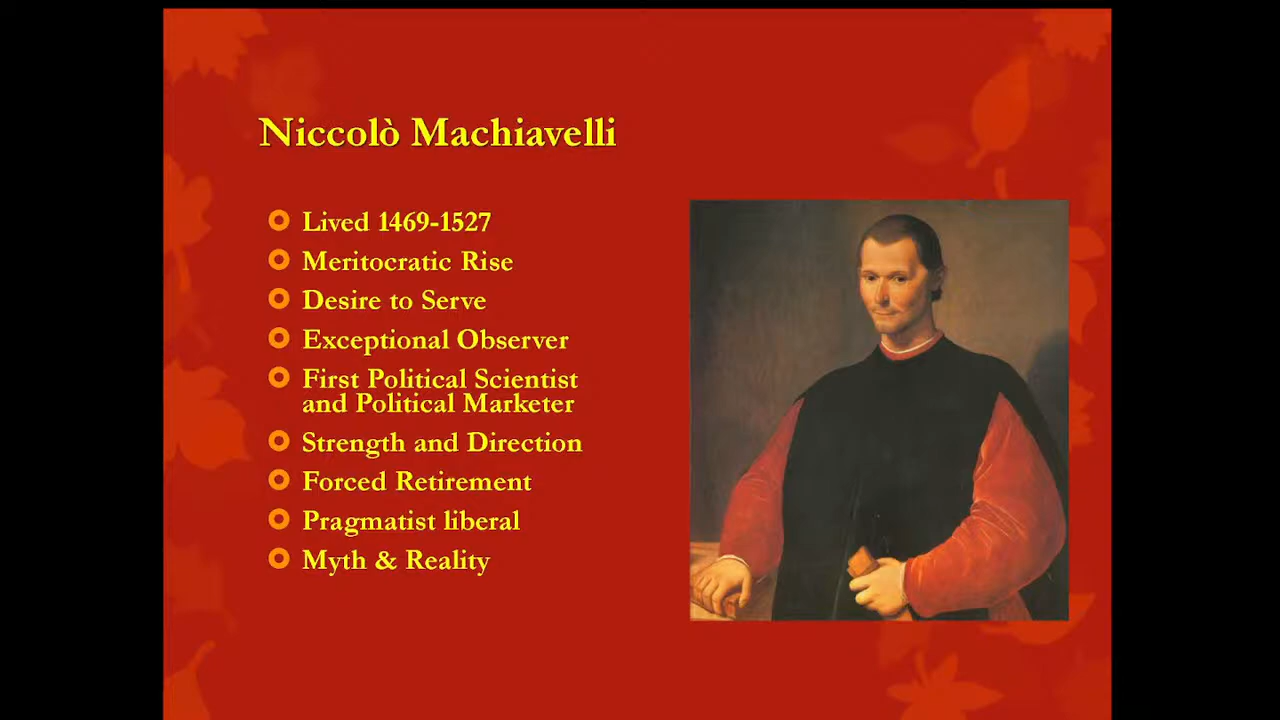 Niccolò Machiavelli
Lived 1469-1527
Meritocratic Rise
Desire to Serve
Exceptional Observer
First Political Scientist
and Political Marketer
Strength and Direction
Forced Retirement
Pragmatist liberal
Myth & Reality